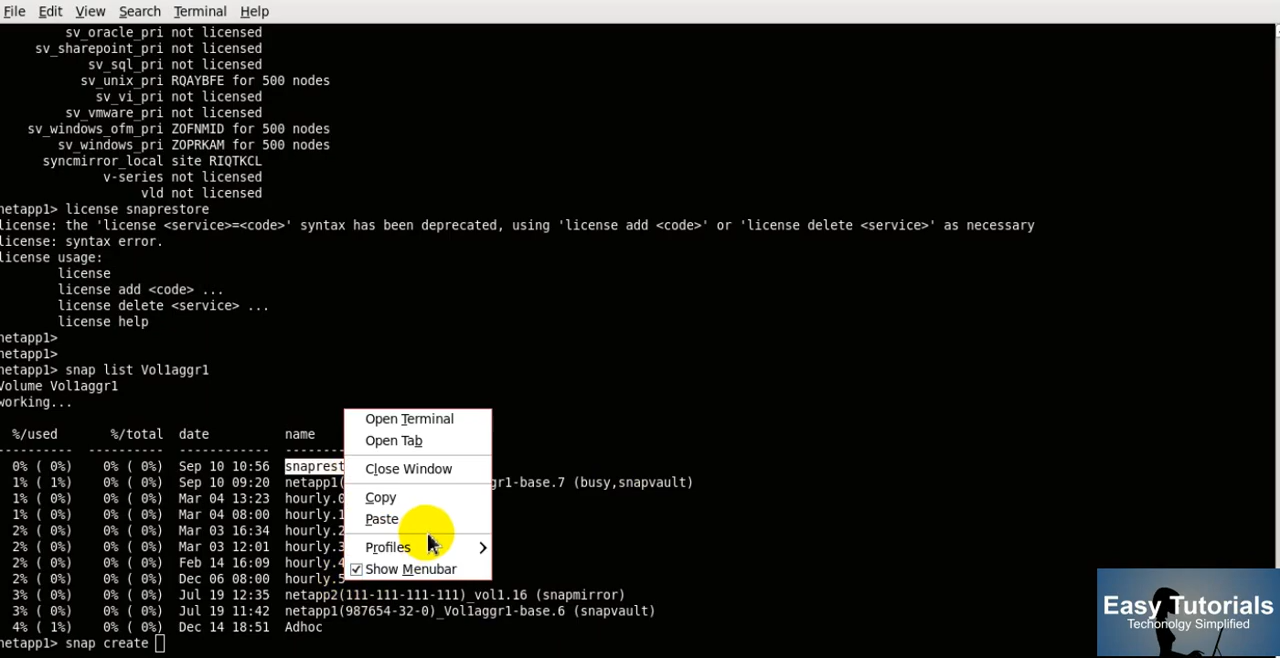 File Edit View Search Terminal Help
sv_oracle_pri not licensed
sv_sharepoint_pri not licensed
sv_sql_pri not licensed
sv_unix_pri RQAYBFE for 500 nodes
sv_vi_pri not licensed
sv_vmware_pri not licensed
sv_windows_ofm_pri ZOFNMID for 500 nodes
sv_windows_pri ZOPRKAM for 500 nodes
syncmirror_local site RIQTKCL
v-series not licensed
vld not licensed
netapp1> license snaprestore
license: the 'license <service>=<code>' syntax has been deprecated, using 'license add <code>' or 'license delete <service>' as necessary
license: syntax error.
license usage:
license
license add <code> ...
license delete <service> ...
license help
netapp1>
netapp1>
netapp1> snap list Vol1aggr1
Volume Vol1aggr1
working...
%/used %/total date name
---------- ---------- ------------ --------
0% ( 0%) 0% ( 0%) Sep 10 10:56 snaprest
1% ( 1%) 0% ( 0%) Sep 10 09:20 netapp1( gr1-base.7 (busy,snapvault)
1% ( 0%) 0% ( 0%) Mar 04 13:23 hourly.0
1% ( 0%) 0% ( 0%) Mar 04 08:00 hourly.1
2% ( 0%) 0% ( 0%) Mar 03 16:34 hourly.2
2% ( 0%) 0% ( 0%) Mar 03 12:01 hourly.3
2% ( 0%) 0% ( 0%) Feb 14 16:09 hourly.4
2% ( 0%) 0% ( 0%) Dec 06 08:00 hourly.5
3% ( 0%) 0% ( 0%) Jul 19 12:35 netapp2(111-111-111-111)_vol1.16 (snapmirror)
3% ( 0%) 0% ( 0%) Jul 19 11:42 netapp1(987654-32-0)_Vol1aggr1-base.6 (snapvault)
4% ( 1%) 0% ( 0%) Dec 14 18:51 Adhoc
netapp1> snap create
Open Terminal
Open Tab
Close Window
Copy
Paste
Profiles
Show Menubar
Easy Tutorials
Techonolgy Simplified